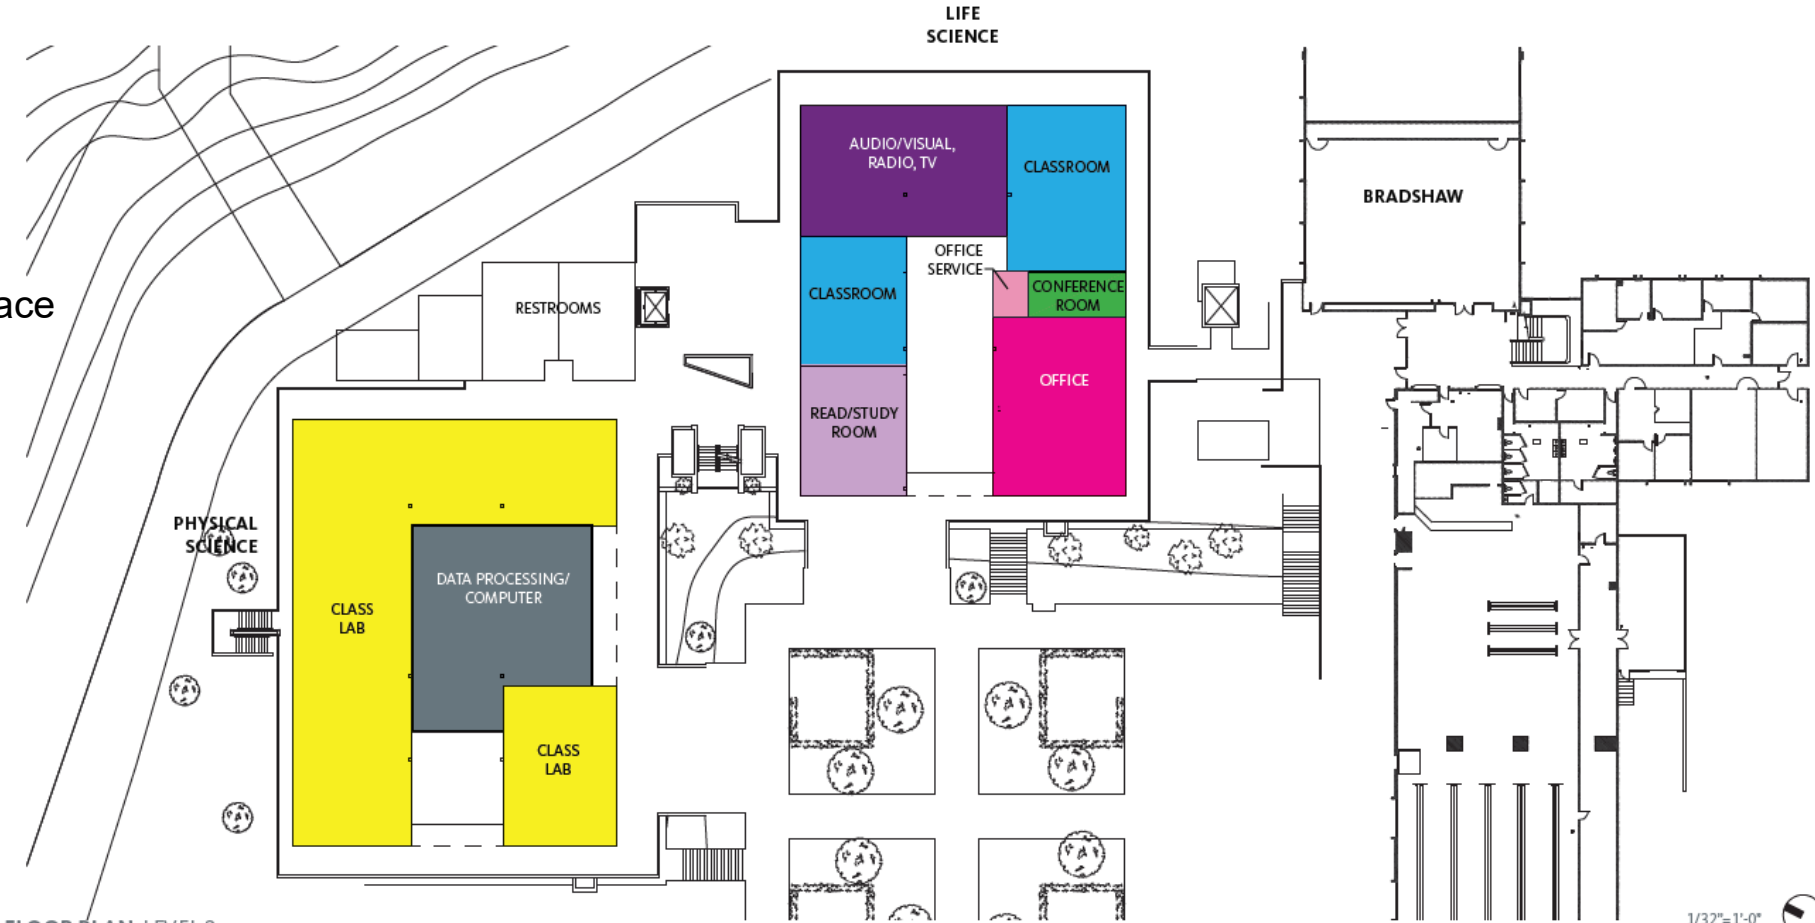 LIFE
SCIENCE
AUDIO/VISUAL,
RADIO, TV
CLASSROOM
BRADSHAW
OFFICE
SERVICE
CONFERENCE
ROOM
CLASSROOM
RESTROOMS
ace
OFFICE
READ/STUDY
ROOM
PHYSICAL
SCIENCE
DATA PROCESSING/
COMPUTER
CLASS
LAB
CLASS
LAB
1/32"=1'-0"